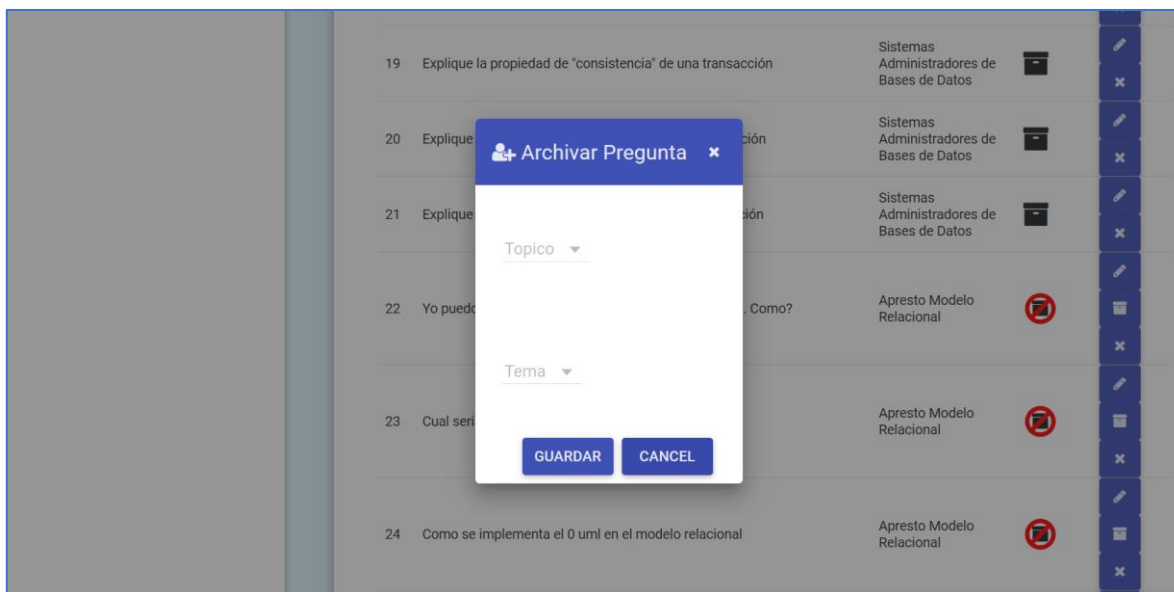 19 Explique la propiedad de "consistencia" de una transacción
Sistemas
Administradores de
Bases de Datos
20 Explique
ción
Sistemas
Administradores de
Bases de Datos
Archivar Pregunta
21 Explique
ción
Sistemas
Administradores de
Bases de Datos
Topico
22 Yo puedo
. Como?
Apresto Modelo
Relacional
Tema
23 Cual seri
Apresto Modelo
Relacional
GUARDAR CANCEL
24 Como se implementa el 0 uml en el modelo relacional
Apresto Modelo
Relacional